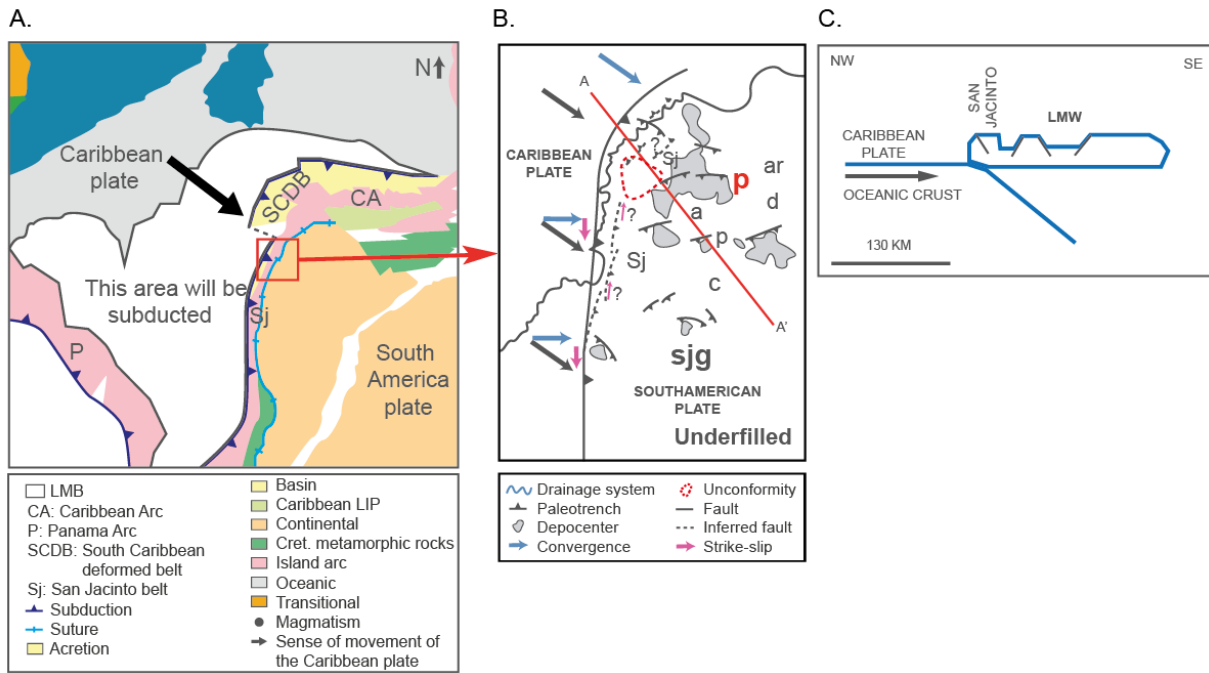 A.
N
Caribbean
plate
SCDB
CA
This area will be
subducted
Sj
P
South
America
plate
LMB
CA: Caribbean Arc
P: Panama Arc
SCDB: South Caribbean
deformed belt
Sj: San Jacinto belt
Subduction
Suture
Acretion
Basin
Caribbean LIP
Continental
Cret. metamorphic rocks
Island arc
Oceanic
Transitional
Magmatism
Sense of movement of
the Caribbean plate
B.
A
CARIBBEAN
PLATE
?
?
Sj
p
ar
d
a
?
p
Sj
c
?
A'
sjg
SOUTHAMERICAN
PLATE
Underfilled
Drainage system
Paleotrench
Depocenter
Convergence
Unconformity
Fault
Inferred fault
Strike-slip
C.
NW
SE
SAN
JACINTO
LMW
CARIBBEAN
PLATE
OCEANIC CRUST
130 KM